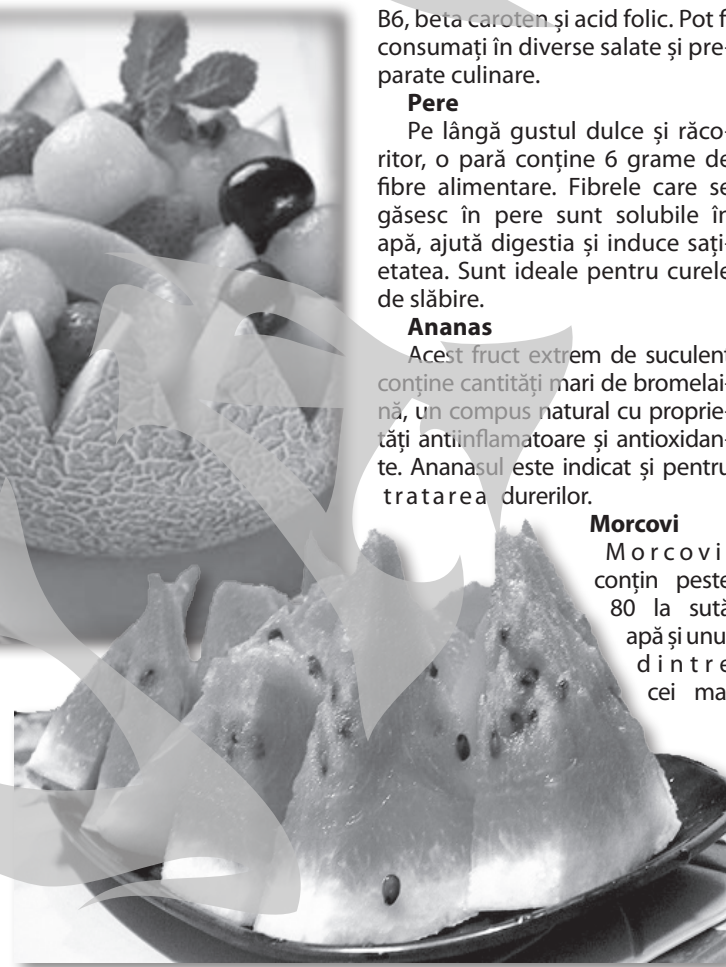 B6, beta caroten și acid folic. Pot f
consumați în diverse salate și pre-
parate culinare.
Pere
Pe lângă gustul dulce și răco-
ritor, o pară conține 6 grame de
fibre alimentare. Fibrele care se
găsesc în pere sunt solubile în
apă, ajută digestia și induce sați-
etatea. Sunt ideale pentru curele
de slăbire.
Ananas
Acest fruct extrem de suculent
conține cantități mari de bromelai-
nă, un compus natural cu proprie-
tăți antiinflamatoare și antioxidan-
te. Ananasul este indicat și pentru
tratarea durerilor.
Morcovi
Morcovi
conțin peste
80 la sută
apă și unu
dintre
cei ma